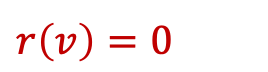 r(v) = 0